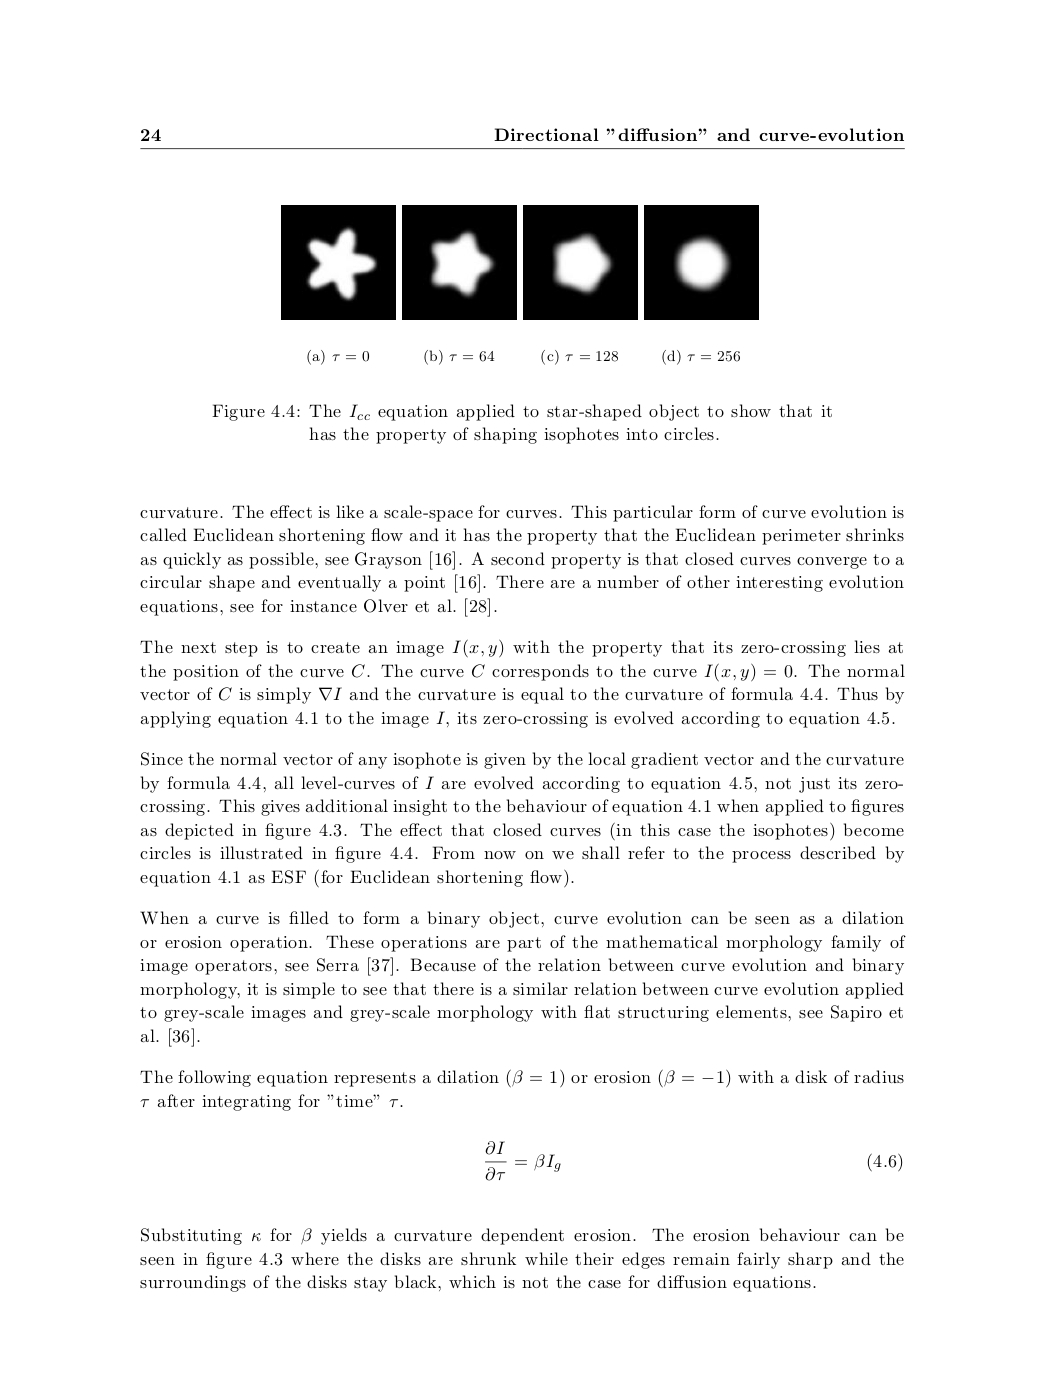 24 Directional ”diffusion” and curve-evolution
(a) τ = 0 (b) τ = 64 (c) τ = 128 (d) τ = 256
Figure 4.4: The I_cc equation applied to star-shaped object to show that it
has the property of shaping isophotes into circles.
curvature. The effect is like a scale-space for curves. This particular form of curve evolution is
called Euclidean shortening flow and it has the property that the Euclidean perimeter shrinks
as quickly as possible, see Grayson [16]. A second property is that closed curves converge to a
circular shape and eventually a point [16]. There are a number of other interesting evolution
equations, see for instance Olver et al. [28].
The next step is to create an image I(x, y) with the property that its zero-crossing lies at
the position of the curve C. The curve C corresponds to the curve I(x, y) = 0. The normal
vector of C is simply ∇I and the curvature is equal to the curvature of formula 4.4. Thus by
applying equation 4.1 to the image I, its zero-crossing is evolved according to equation 4.5.
Since the normal vector of any isophote is given by the local gradient vector and the curvature
by formula 4.4, all level-curves of I are evolved according to equation 4.5, not just its zero-
crossing. This gives additional insight to the behaviour of equation 4.1 when applied to figures
as depicted in figure 4.3. The effect that closed curves (in this case the isophotes) become
circles is illustrated in figure 4.4. From now on we shall refer to the process described by
equation 4.1 as ESF (for Euclidean shortening flow).
When a curve is filled to form a binary object, curve evolution can be seen as a dilation
or erosion operation. These operations are part of the mathematical morphology family of
image operators, see Serra [37]. Because of the relation between curve evolution and binary
morphology, it is simple to see that there is a similar relation between curve evolution applied
to grey-scale images and grey-scale morphology with flat structuring elements, see Sapiro et
al. [36].
The following equation represents a dilation (β = 1) or erosion (β = −1) with a disk of radius
τ after integrating for ”time” τ.
∂I/∂τ = βI_g (4.6)
Substituting κ for β yields a curvature dependent erosion. The erosion behaviour can be
seen in figure 4.3 where the disks are shrunk while their edges remain fairly sharp and the
surroundings of the disks stay black, which is not the case for diffusion equations.